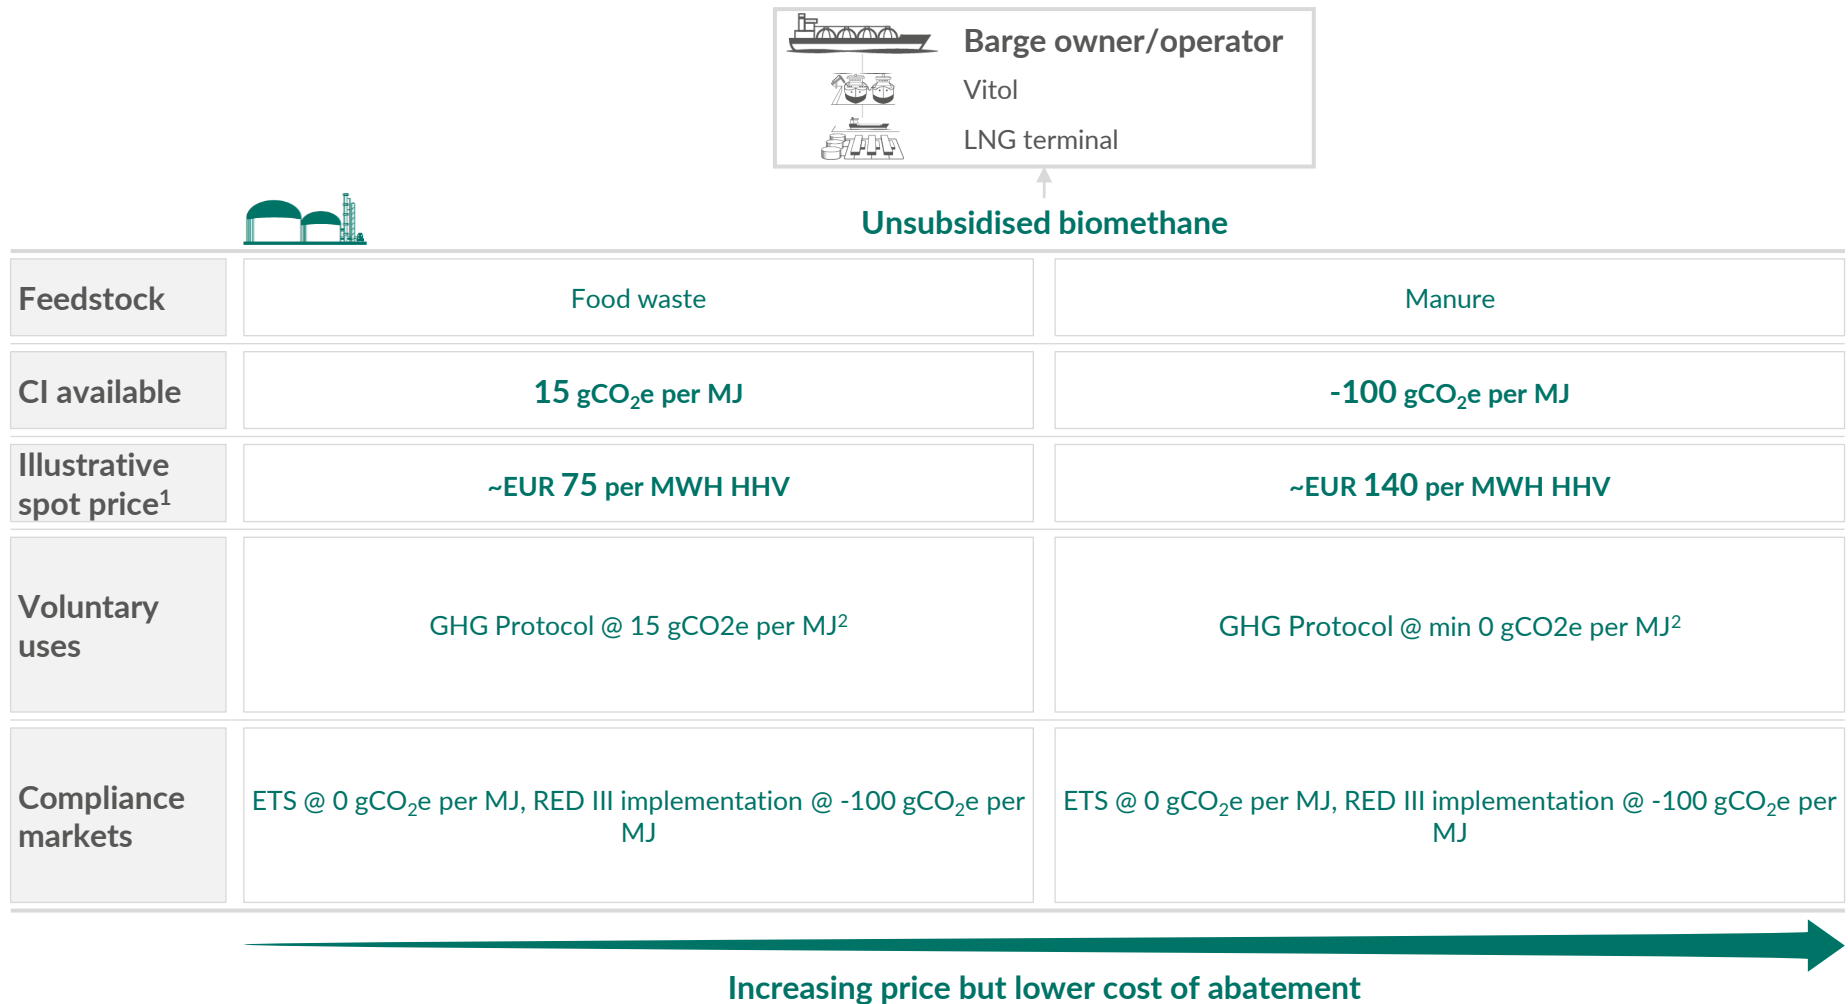 Barge owner/operator
Vitol
LNG terminal
Unsubsidised biomethane
Feedstock
Food waste
Manure
CI available
15 gCO₂e per MJ
-100 gCO₂e per MJ
Illustrative
spot price¹
~EUR 75 per MWH HHV
~EUR 140 per MWH HHV
Voluntary
uses
GHG Protocol @ 15 gCO2e per MJ²
GHG Protocol @ min 0 gCO2e per MJ²
Compliance
markets
ETS @ 0 gCO₂e per MJ, RED III implementation @ -100 gCO₂e per
MJ
ETS @ 0 gCO₂e per MJ, RED III implementation @ -100 gCO₂e per
MJ
Increasing price but lower cost of abatement